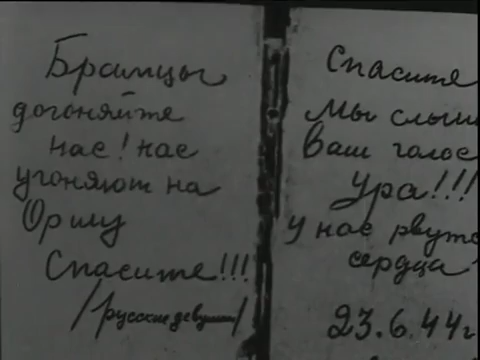 Братцы
догоняйте
нас! нас
угоняют на
Оршу
Спасите!!!
/русские девушки/
Спасите
Мы слыш
ваш голос
Ура!!!
у нас рвутс
сердца
23.6.44г